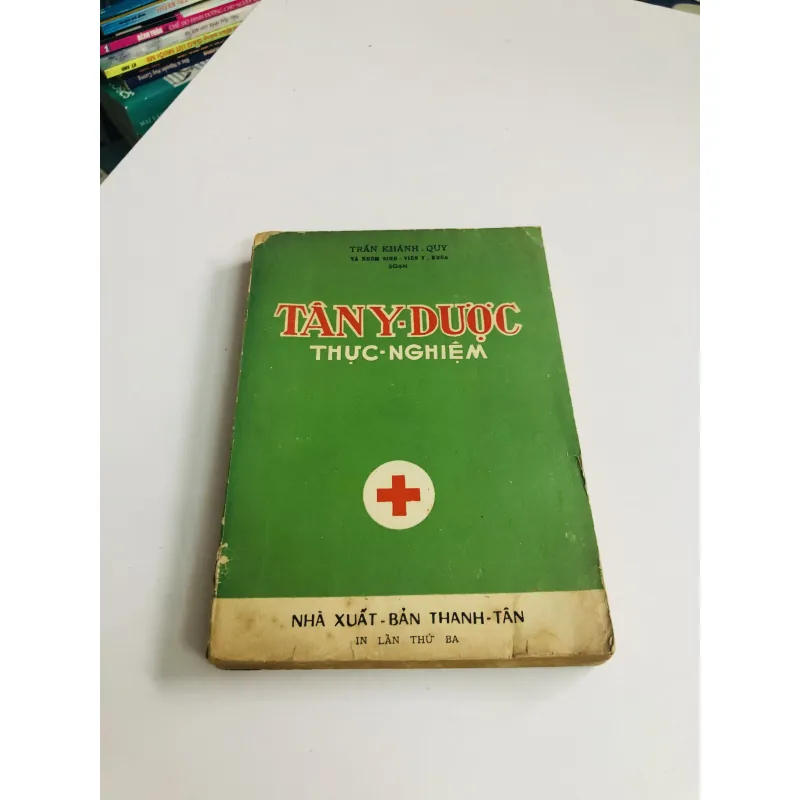 TRẦN KHÁNH-QUY
VÀ NHÓM SINH-VIÊN Y, KHOA
SOẠN
TÂN Y-DƯỢC
THỰC-NGHIỆM
NHÀ XUẤT-BẢN THANH-TÂN
IN LẦN THỨ BA